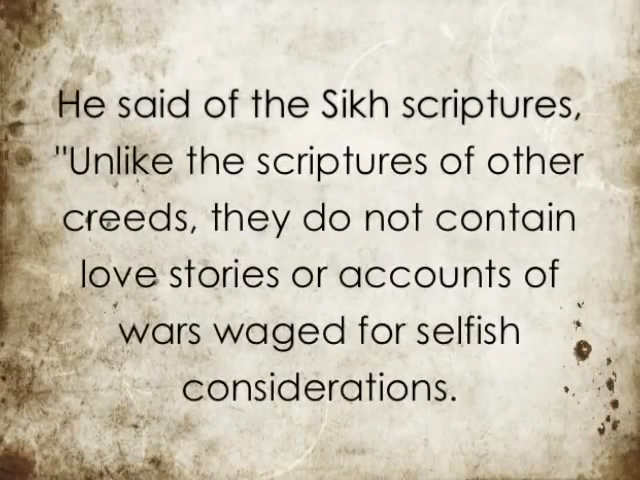 He said of the Sikh scriptures,
"Unlike the scriptures of other
creeds, they do not contain
love stories or accounts of
wars waged for selfish
considerations.